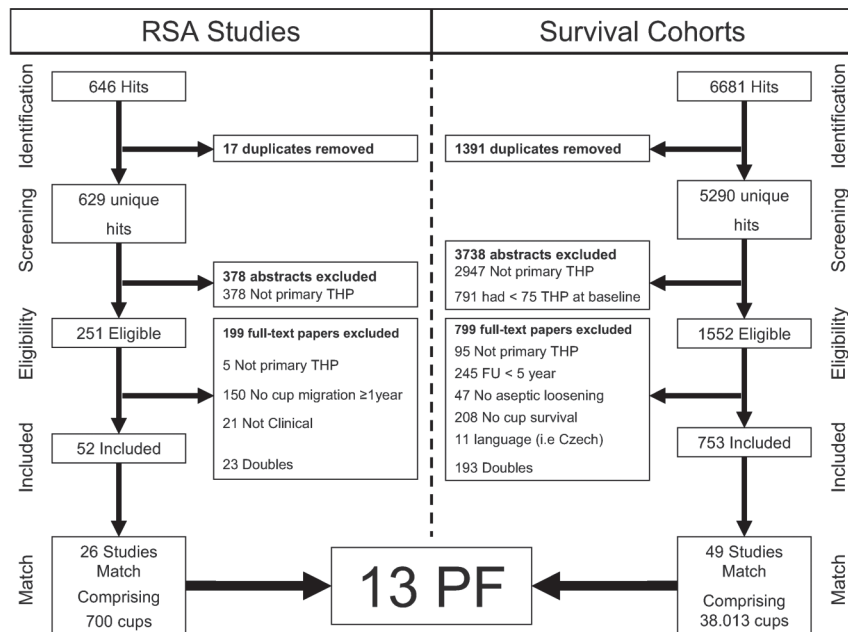 RSA Studies
Survival Cohorts
Identification
Screening
Eligibility
Included
Match
646 Hits
17 duplicates removed
629 unique
hits
378 abstracts excluded
378 Not primary THP
251 Eligible
199 full-text papers excluded
5 Not primary THP
150 No cup migration ≥1year
21 Not Clinical
23 Doubles
52 Included
26 Studies
Match
Comprising
700 cups
13 PF
6681 Hits
1391 duplicates removed
5290 unique
hits
3738 abstracts excluded
2947 Not primary THP
791 had < 75 THP at baseline
1552 Eligible
799 full-text papers excluded
95 Not primary THP
245 FU < 5 year
47 No aseptic loosening
208 No cup survival
11 language (i.e Czech)
193 Doubles
753 Included
49 Studies
Match
Comprising
38.013 cups
Identification
Screening
Eligibility
Included
Match